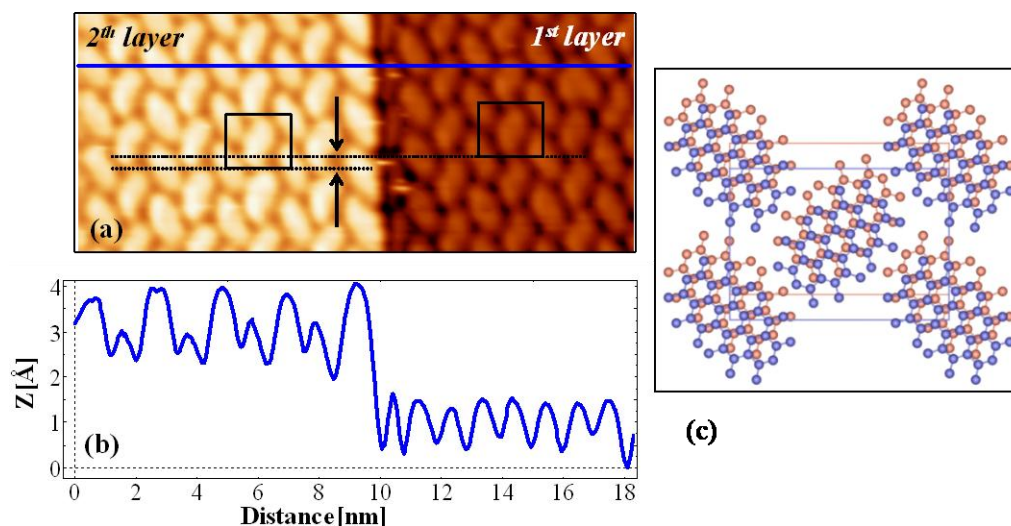 2th layer
1st layer
(a)
4
3
2
1
0
Z[Å]
(b)
0 2 4 6 8 10 12 14 16 18
Distance[nm]
(c)